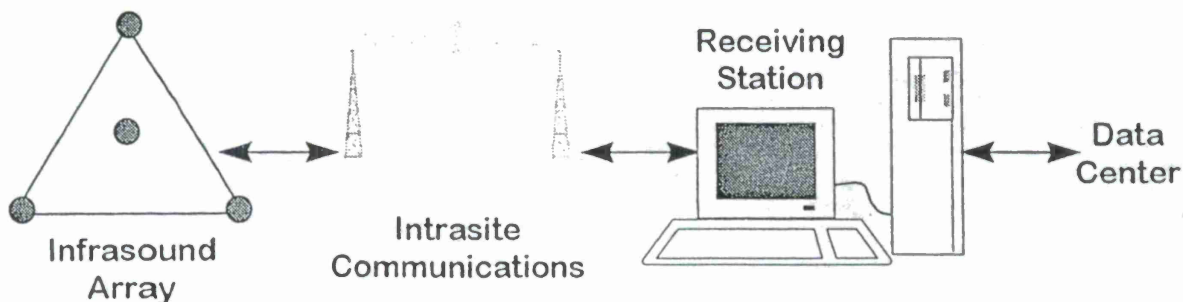 Infrasound
Array
Intrasite
Communications
Receiving
Station
Data
Center